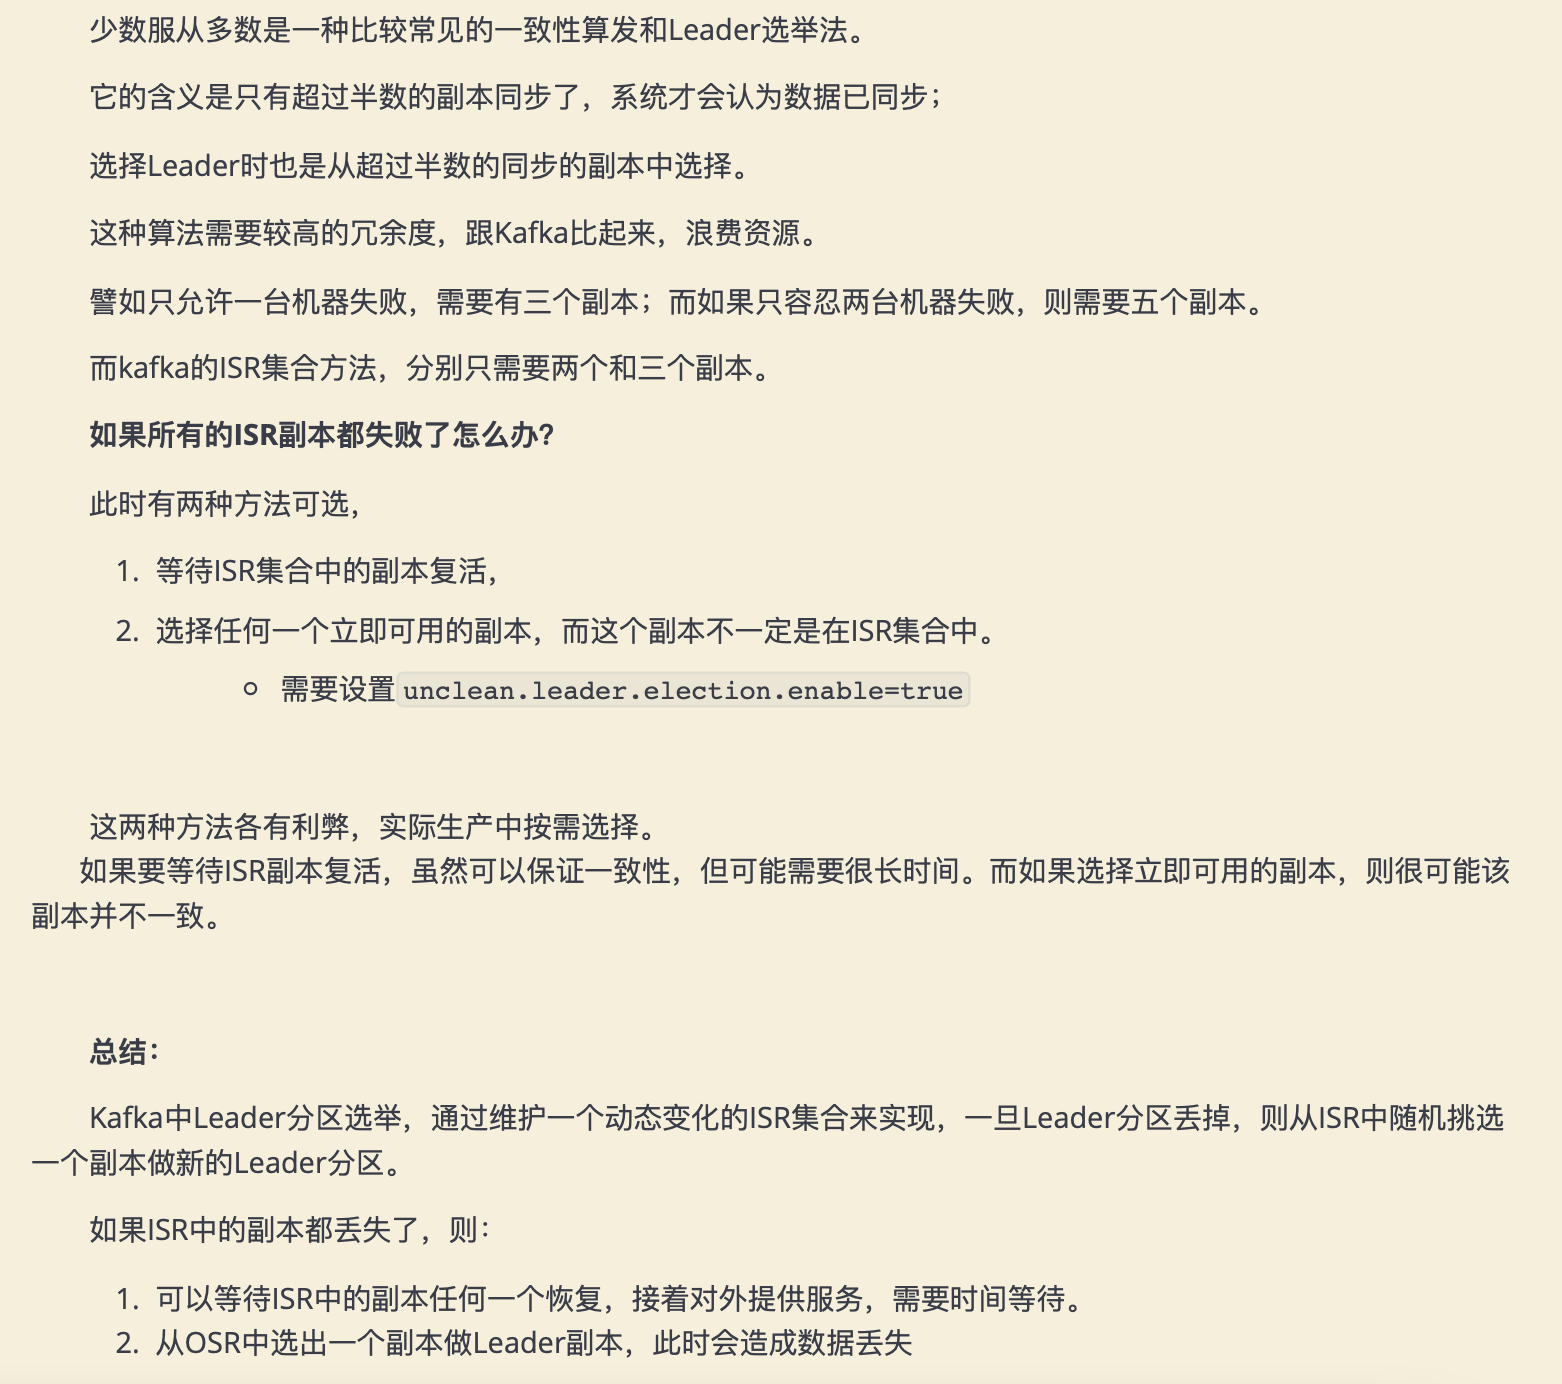 少数服从多数是一种比较常见的一致性算发和Leader选举法。
它的含义是只有超过半数的副本同步了，系统才会认为数据已同步；
选择Leader时也是从超过半数的同步的副本中选择。
这种算法需要较高的冗余度，跟Kafka比起来，浪费资源。
譬如只允许一台机器失败，需要有三个副本；而如果只容忍两台机器失败，则需要五个副本。
而kafka的ISR集合方法，分别只需要两个和三个副本。
如果所有的ISR副本都失败了怎么办？
此时有两种方法可选，
1. 等待ISR集合中的副本复活，
2. 选择任何一个立即可用的副本，而这个副本不一定是在ISR集合中。
○ 需要设置unclean.leader.election.enable=true
这两种方法各有利弊，实际生产中按需选择。
如果要等待ISR副本复活，虽然可以保证一致性，但可能需要很长时间。而如果选择立即可用的副本，则很可能该
副本并不一致。
总结：
Kafka中Leader分区选举，通过维护一个动态变化的ISR集合来实现，一旦Leader分区丢掉，则从ISR中随机挑选
一个副本做新的Leader分区。
如果ISR中的副本都丢失了，则：
1. 可以等待ISR中的副本任何一个恢复，接着对外提供服务，需要时间等待。
2. 从OSR中选出一个副本做Leader副本，此时会造成数据丢失